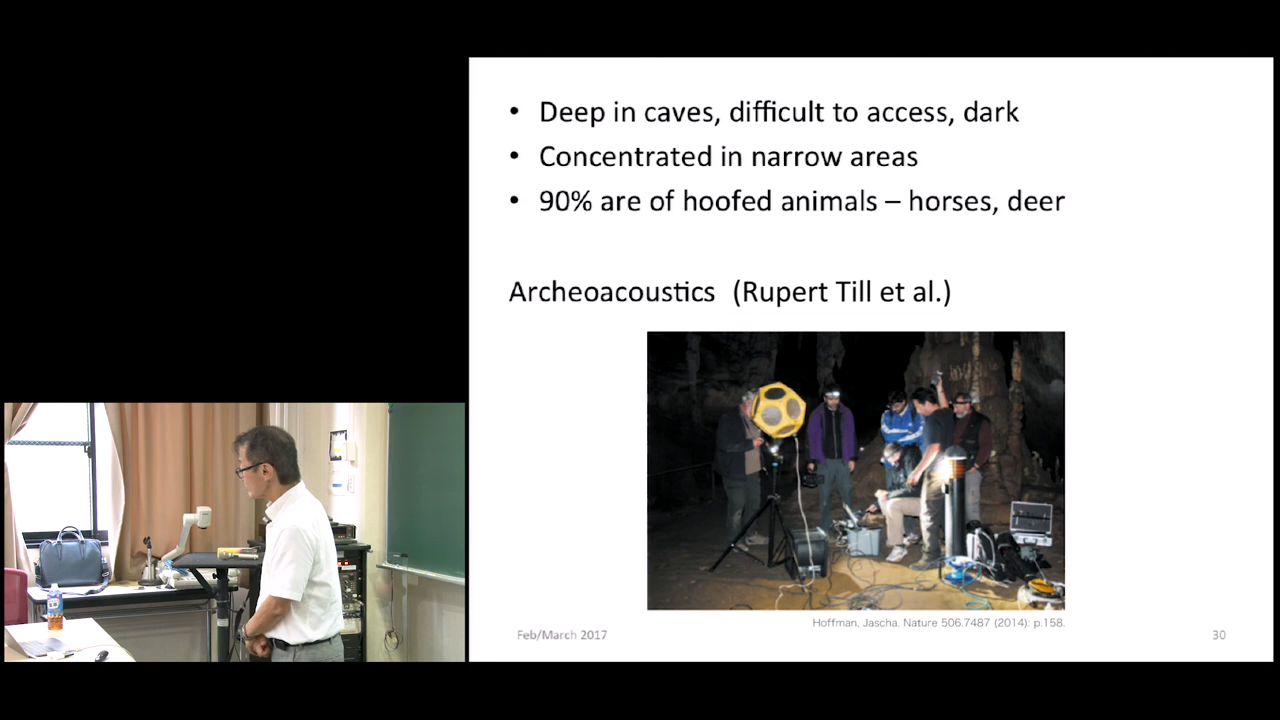 • Deep in caves, difficult to access, dark
• Concentrated in narrow areas
• 90% are of hoofed animals – horses, deer
Archeoacoustics (Rupert Till et al.)
Hoffman, Jascha. Nature 506.7487 (2014): p.158.
Feb/March 2017
30